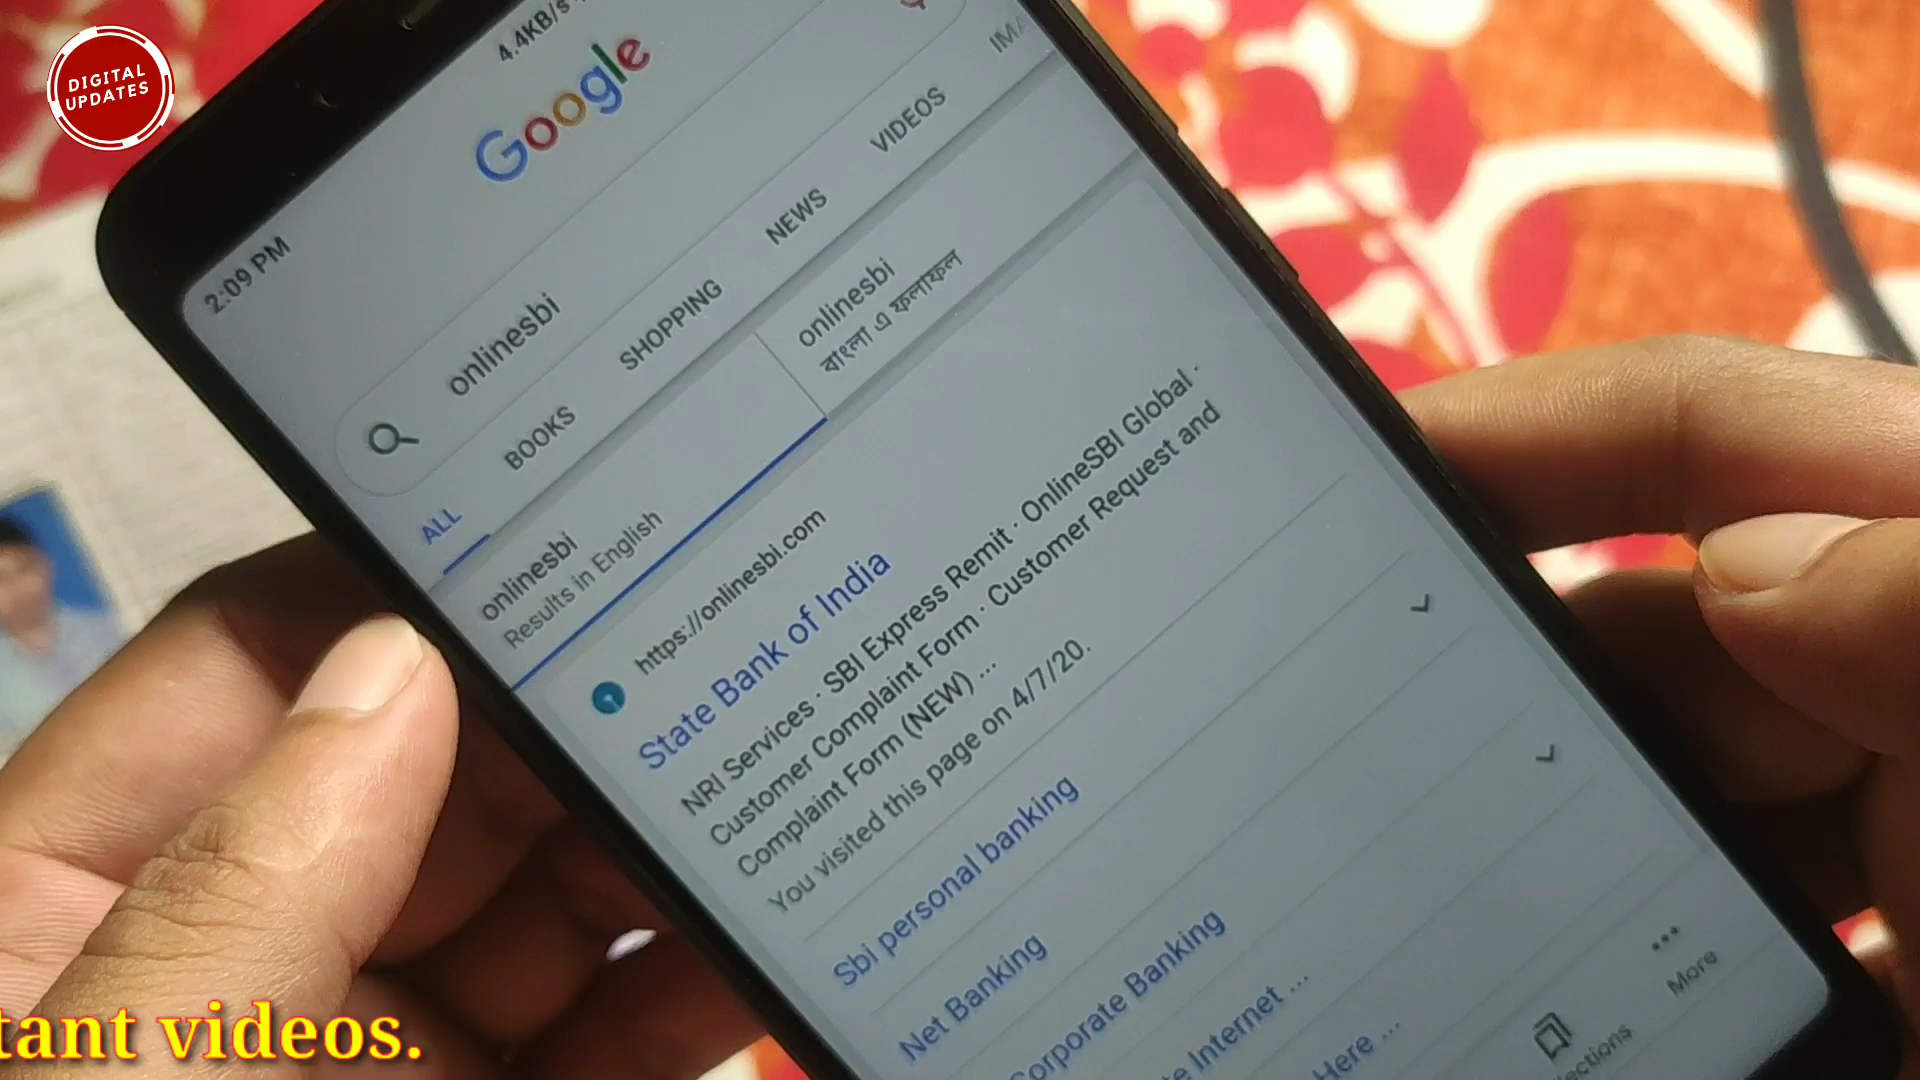 DIGITAL
UPDATES
2:09 PM
4.4KB/s
Google
onlinesbi
ALL BOOKS SHOPPING NEWS VIDEOS
onlinesbi
Results in English
onlinesbi
বাংলা এ ফলাফল
https://onlinesbi.com
State Bank of India
NRI Services · SBI Express Remit · OnlineSBI Global ·
Customer Complaint Form · Customer Request and
Complaint Form (NEW) ...
You visited this page on 4/7/20.
Sbi personal banking
Net Banking
Corporate Banking
Internet ...
Here ...
More
videos.